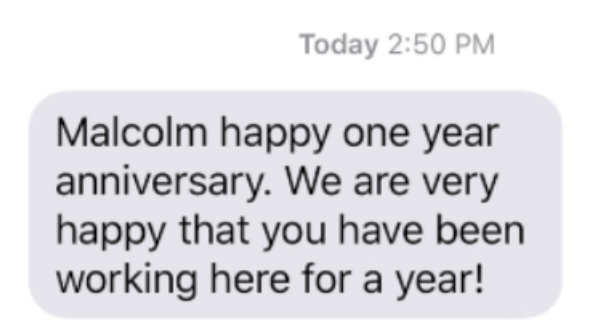 Today 2:50 PM
Malcolm happy one year
anniversary. We are very
happy that you have been
working here for a year!